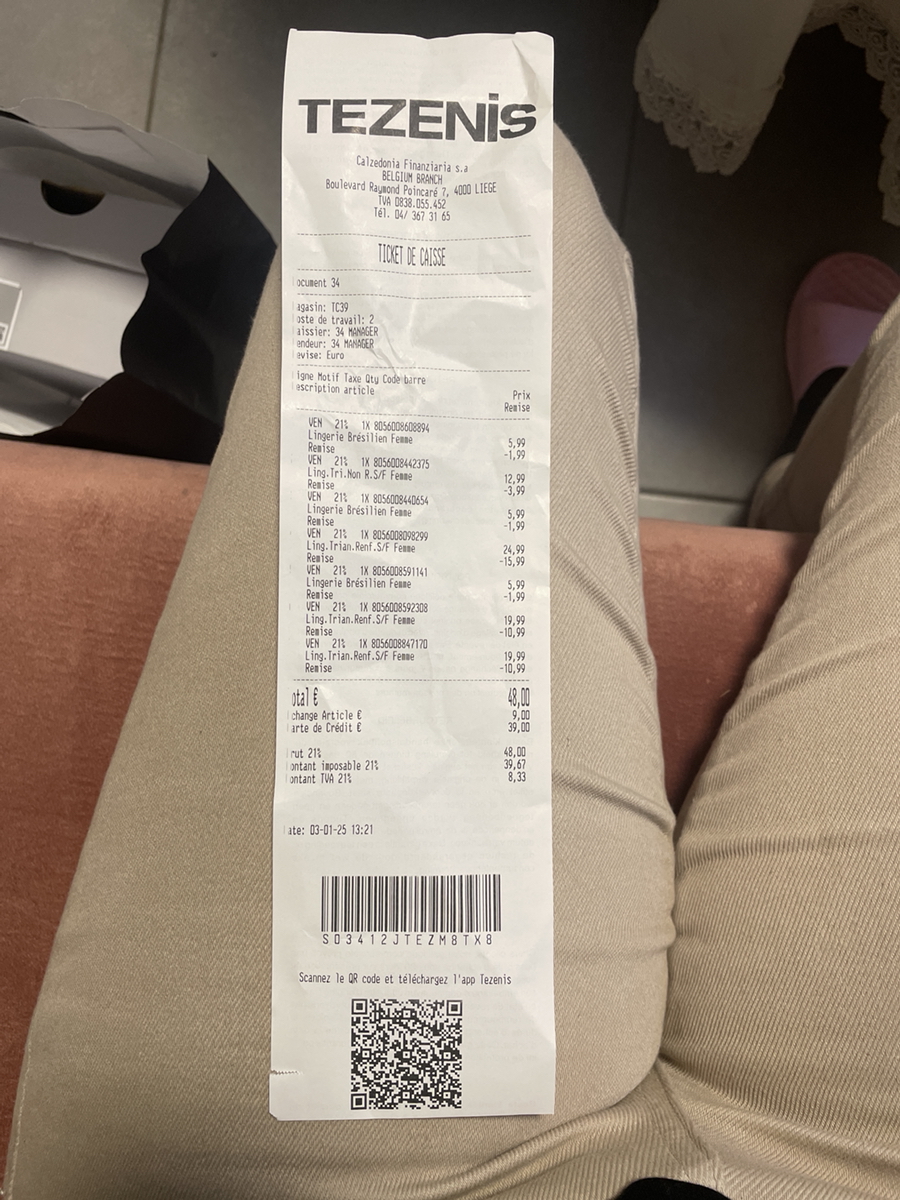 TEZENiS
Calzedonia Finanziaria s.a
BELGIUM BRANCH
Boulevard Raymond Poincaré 7, 4000 LIEGE
TVA 0838.055.452
Tél. 04/ 367 31 65
TICKET DE CAISSE
ocument 34
agasin: TC39
oste de travail: 2
aissier: 34 MANAGER
endeur: 34 MANAGER
evise: Euro
igne Motif Taxe Qty Code barre
escription article Prix
Remise
VEN 21% 1X 8056008608894
Lingerie Brésilien Femme 5,99
Remise -1,99
VEN 21% 1X 8056008442375
Ling.Tri.Non R.S/F Femme 12,99
Remise -3,99
VEN 21% 1X 8056008440654
Lingerie Brésilien Femme 5,99
Remise -1,99
VEN 21% 1X 8056008098299
Ling.Trian.Renf.S/F Femme 24,99
Remise -15,99
VEN 21% 1X 8056008591141
Lingerie Brésilien Femme 5,99
Remise -1,99
VEN 21% 1X 8056008592308
Ling.Trian.Renf.S/F Femme 19,99
Remise -10,99
VEN 21% 1X 8056008847170
Ling.Trian.Renf.S/F Femme 19,99
Remise -10,99
otal € 48,00
change Article € 9,00
arte de Crédit € 39,00
rut 21% 48,00
ontant imposable 21% 39,67
ontant TVA 21% 8,33
ate: 03-01-25 13:21
S03412JTEZM8TX8
Scannez le QR code et téléchargez l'app Tezenis